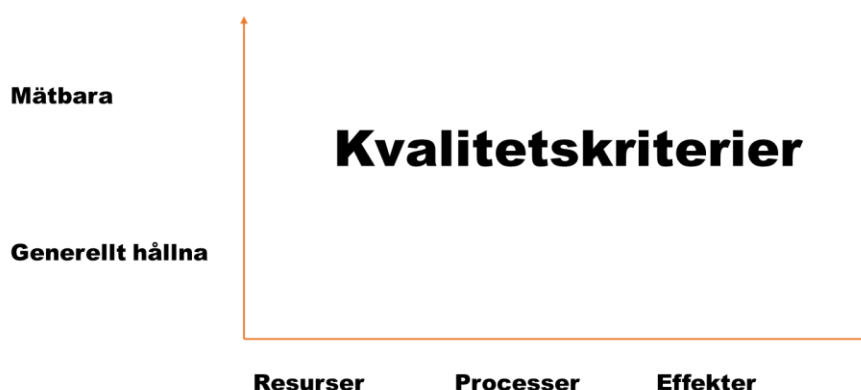 Mätbara
Kvalitetskriterier
Generellt hållna
Resurser Processer Effekter